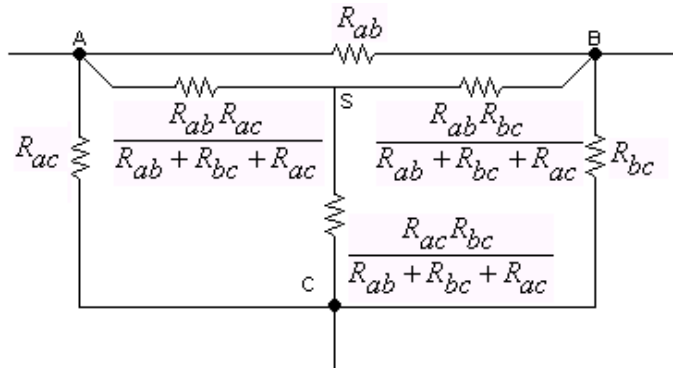 R_ab
A B
S
R_ac
R_ab R_ac
R_ab + R_bc + R_ac
R_ab R_bc
R_ab + R_bc + R_ac
R_bc
R_ac R_bc
R_ab + R_bc + R_ac
C